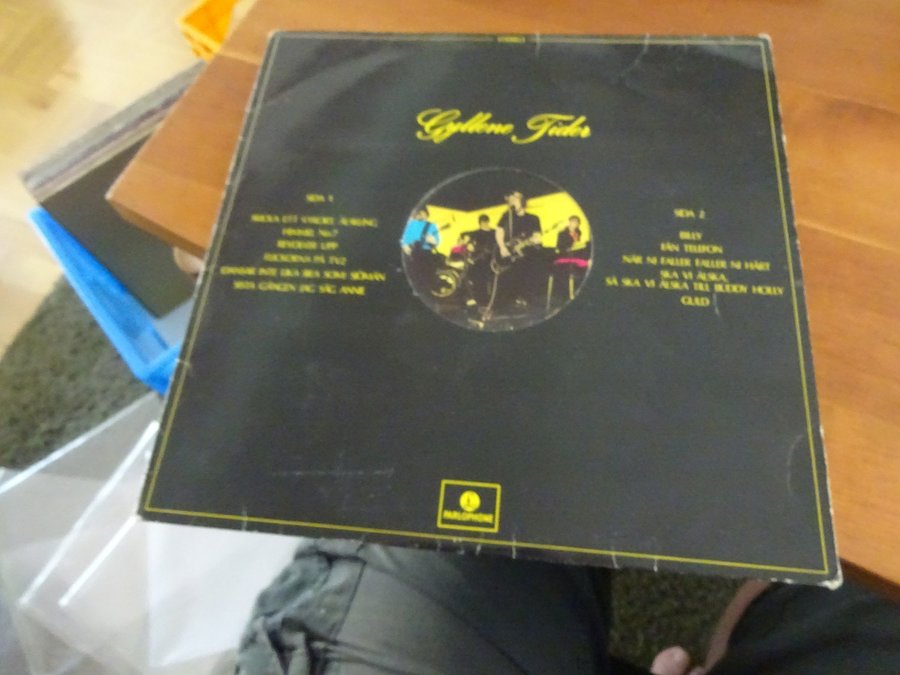 STEREO
Gyllene Tider
SIDA 1
SKICKA ETT VYKORT, ÄLSKLING
HIMMEL No.7
REVOLVER UPP
FLICKORNA PÅ TV2
(DANSAR INTE LIKA BRA SOM) SJÖMÄN
SISTA GÅNGEN JAG SÅG ANNIE
SIDA 2
BILLY
FÅN TELEFON
NÄR NI FALLER FALLER NI HÅRT
SKA VI ÄLSKA,
SÅ SKA VI ÄLSKA TILL BUDDY HOLLY
GULD
PARLOPHONE